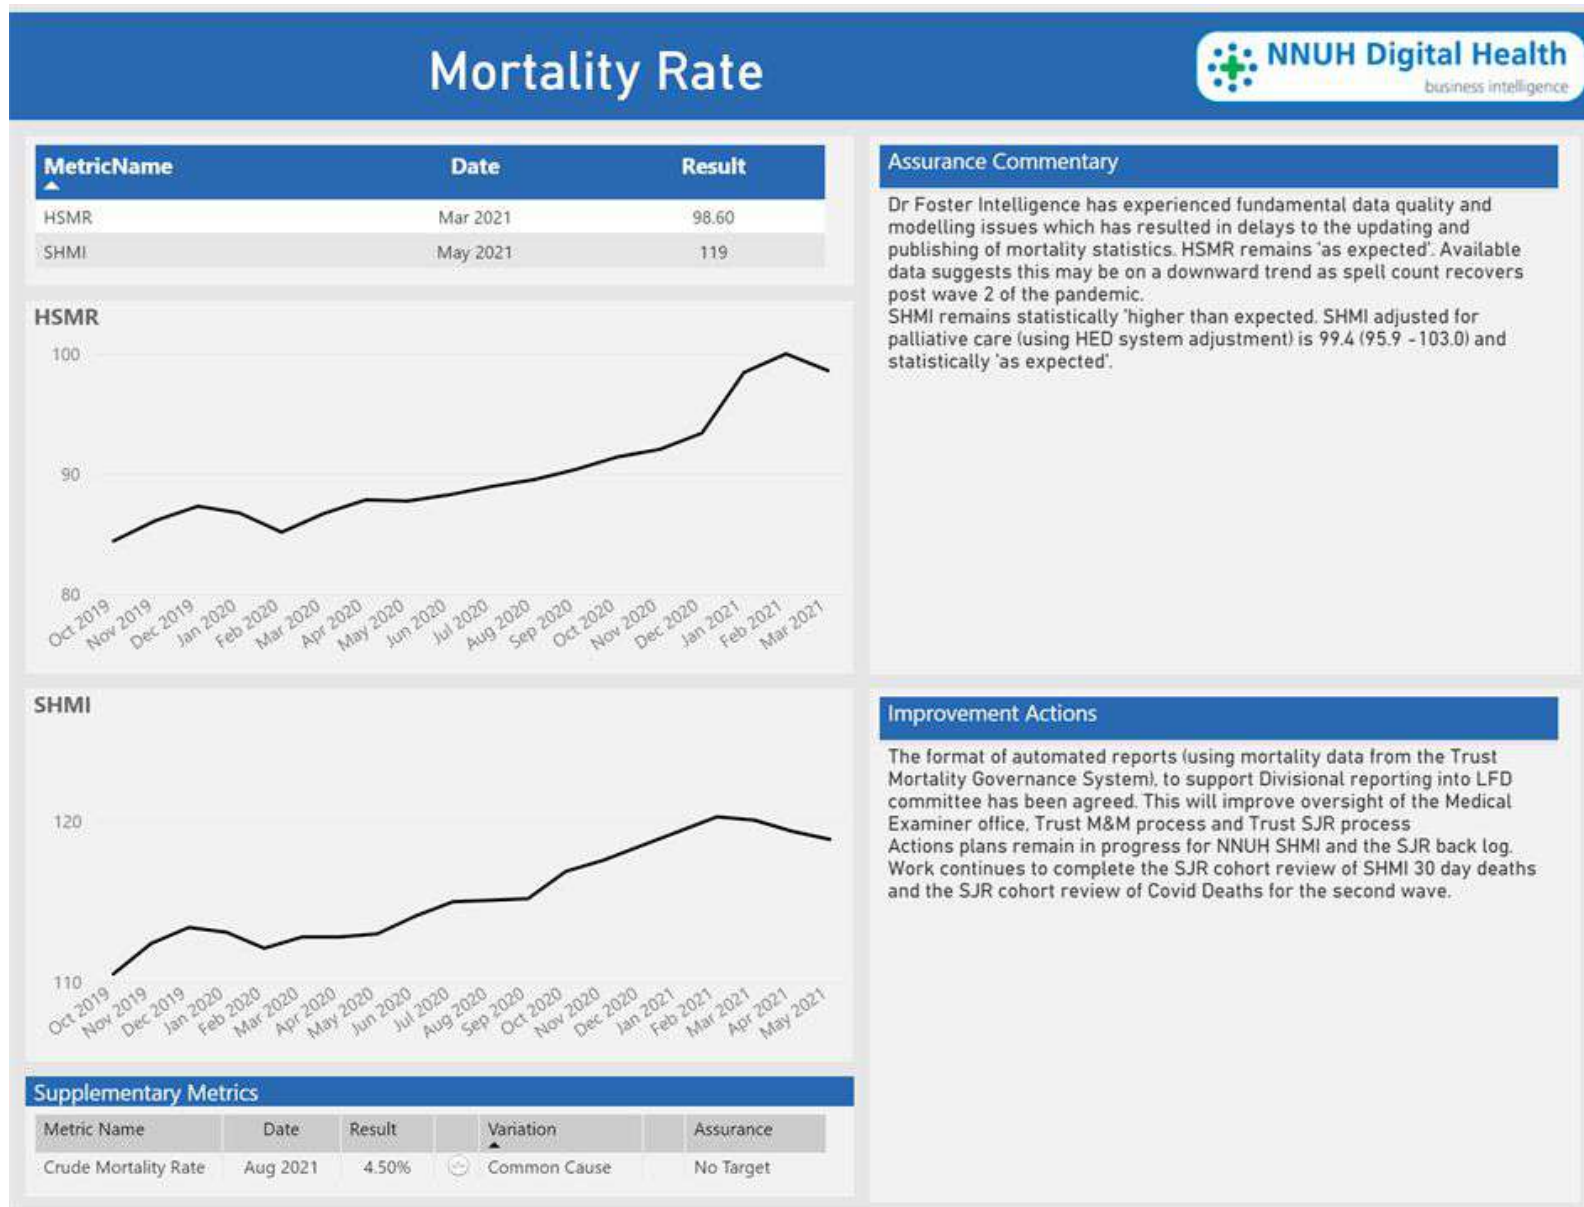 Mortality Rate
NNUH Digital Health
business intelligence
MetricName Date Result
HSMR Mar 2021 98.60
SHMI May 2021 119
HSMR
100
90
80
Oct 2019 Nov 2019 Dec 2019 Jan 2020 Feb 2020 Mar 2020 Apr 2020 May 2020 Jun 2020 Jul 2020 Aug 2020 Sep 2020 Oct 2020 Nov 2020 Dec 2020 Jan 2021 Feb 2021 Mar 2021
SHMI
120
110
Oct 2019 Nov 2019 Dec 2019 Jan 2020 Feb 2020 Mar 2020 Apr 2020 May 2020 Jun 2020 Jul 2020 Aug 2020 Sep 2020 Oct 2020 Nov 2020 Dec 2020 Jan 2021 Feb 2021 Mar 2021 Apr 2021 May 2021
Supplementary Metrics
Metric Name Date Result Variation Assurance
Crude Mortality Rate Aug 2021 4.50% Common Cause No Target
Assurance Commentary
Dr Foster Intelligence has experienced fundamental data quality and
modelling issues which has resulted in delays to the updating and
publishing of mortality statistics. HSMR remains 'as expected'. Available
data suggests this may be on a downward trend as spell count recovers
post wave 2 of the pandemic.
SHMI remains statistically 'higher than expected. SHMI adjusted for
palliative care (using HED system adjustment) is 99.4 (95.9 -103.0) and
statistically 'as expected'.
Improvement Actions
The format of automated reports (using mortality data from the Trust
Mortality Governance System), to support Divisional reporting into LFD
committee has been agreed. This will improve oversight of the Medical
Examiner office, Trust M&M process and Trust SJR process
Actions plans remain in progress for NNUH SHMI and the SJR back log.
Work continues to complete the SJR cohort review of SHMI 30 day deaths
and the SJR cohort review of Covid Deaths for the second wave.